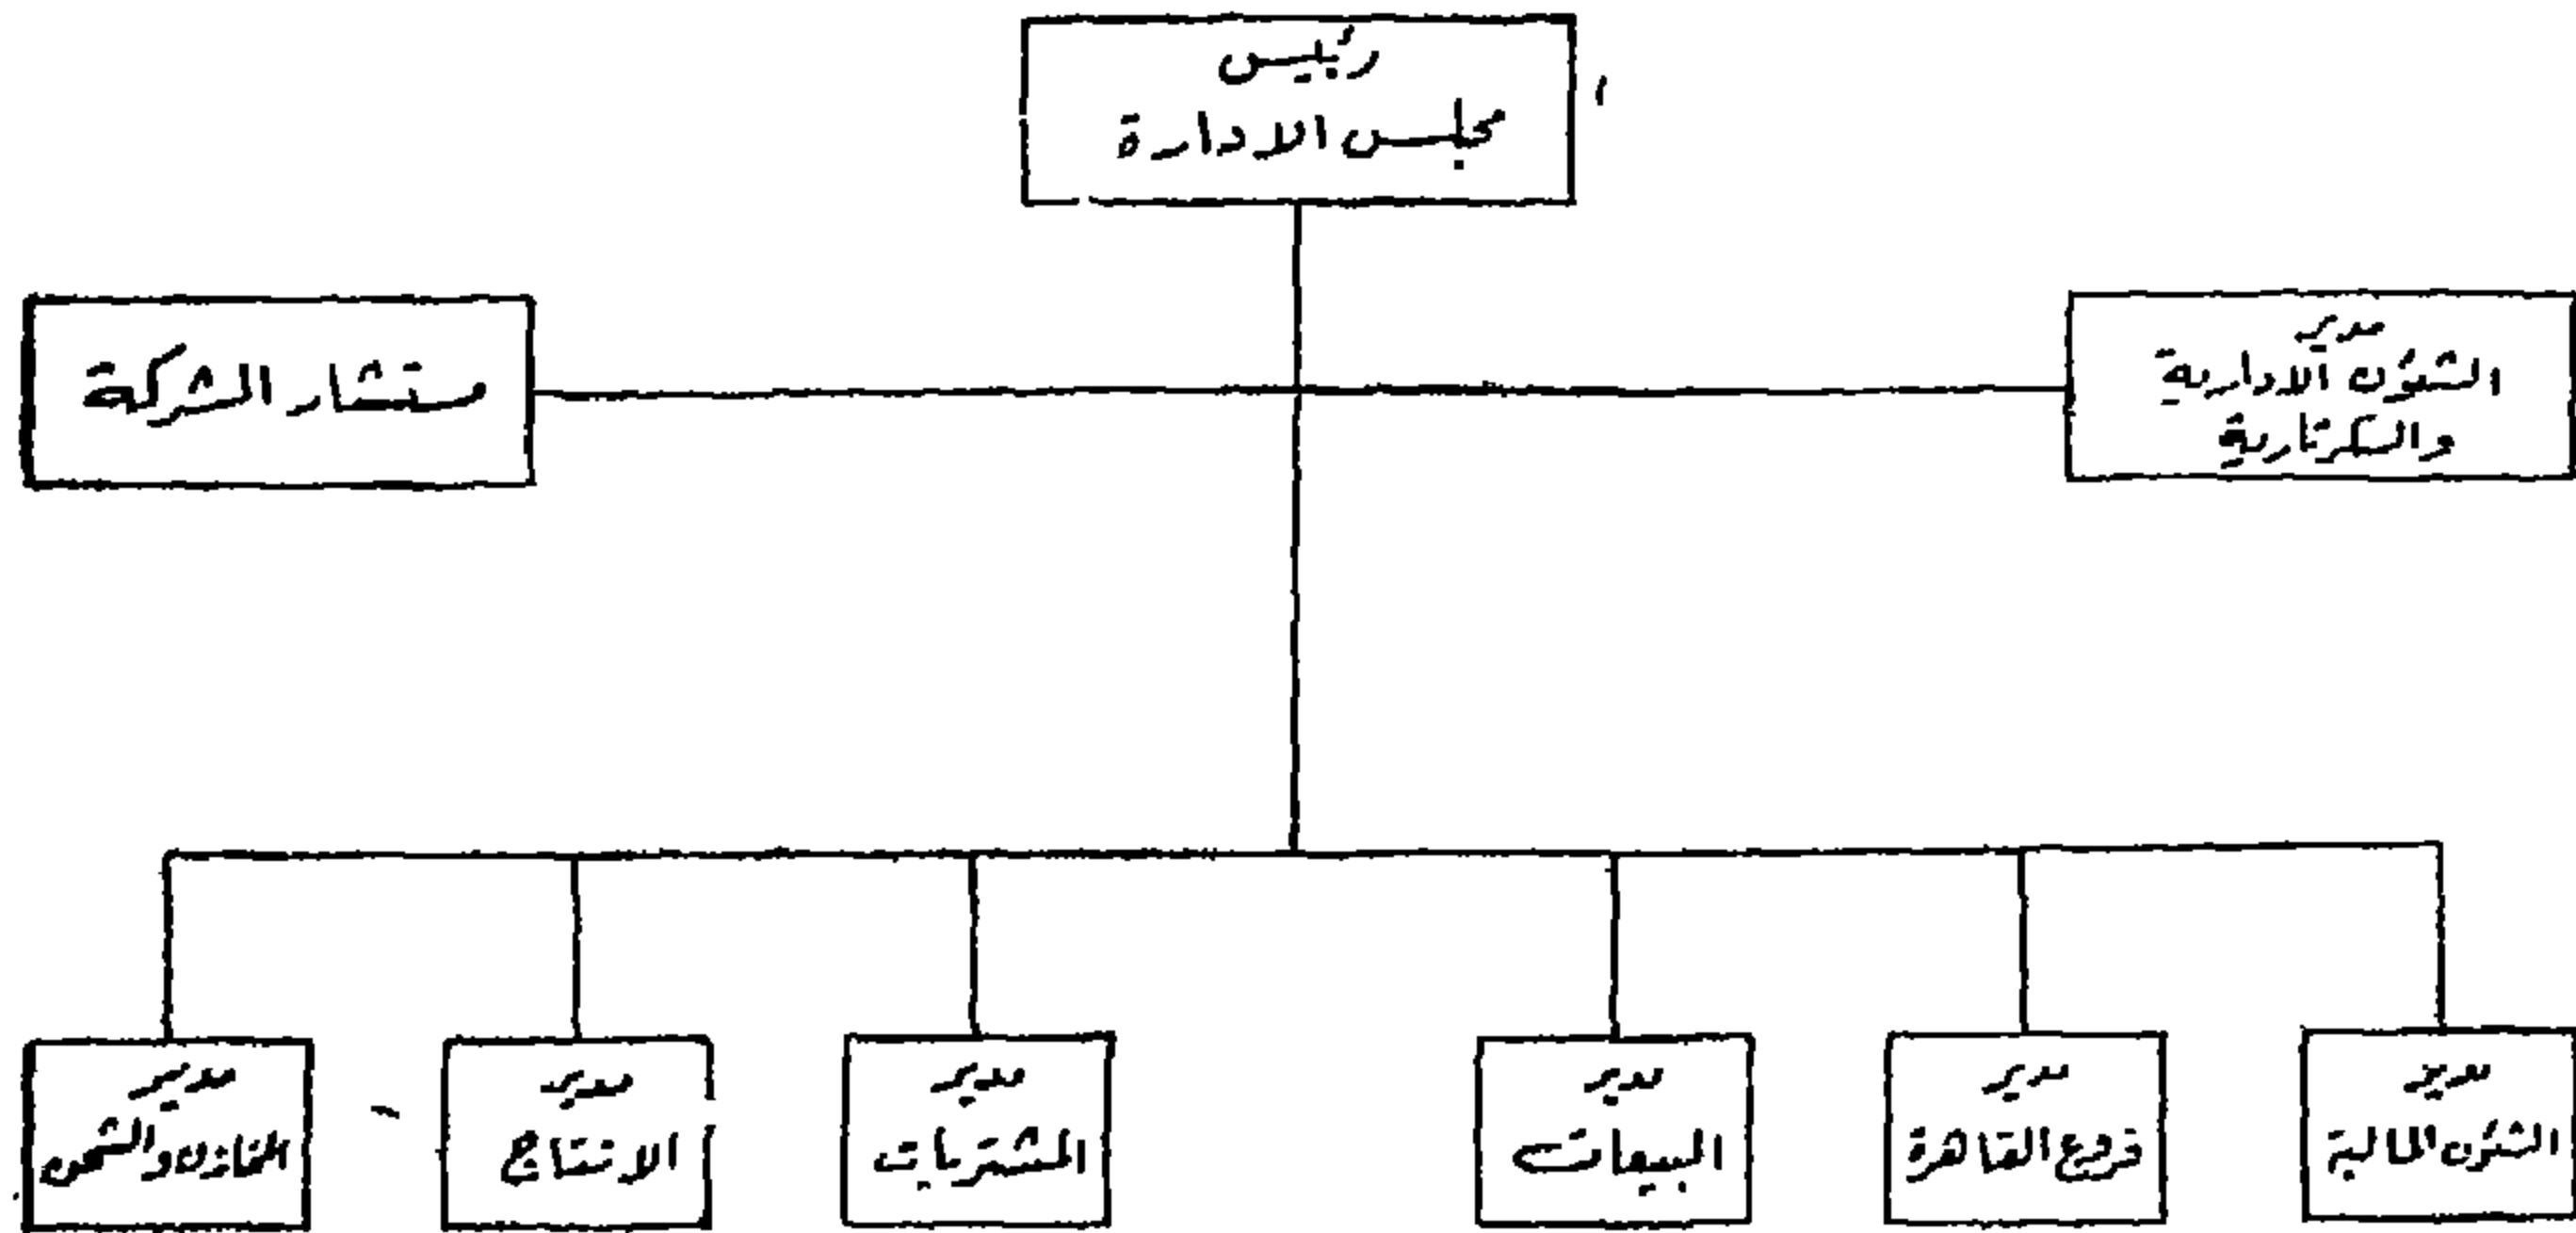 رئيس
مجلس الادارة
مدير
الشئون الادارية
والسكرتارية
مستشار الشركة
مدير
الشئون المالية
مدير
فروع القاهرة
مدير
المبيعات
مدير
المشتريات
مدير
الانتاج
مدير
المخازن والشحن